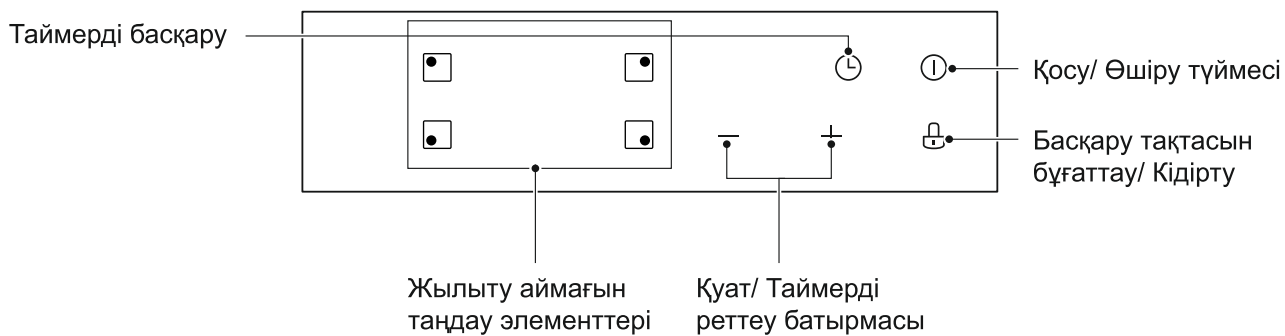 Таймерді басқару
Қосу/ Өшіру түймесі
Басқару тақтасын
бұғаттау/ Кідірту
Жылыту аймағын
таңдау элементтері
Қуат/ Таймерді
реттеу батырмасы